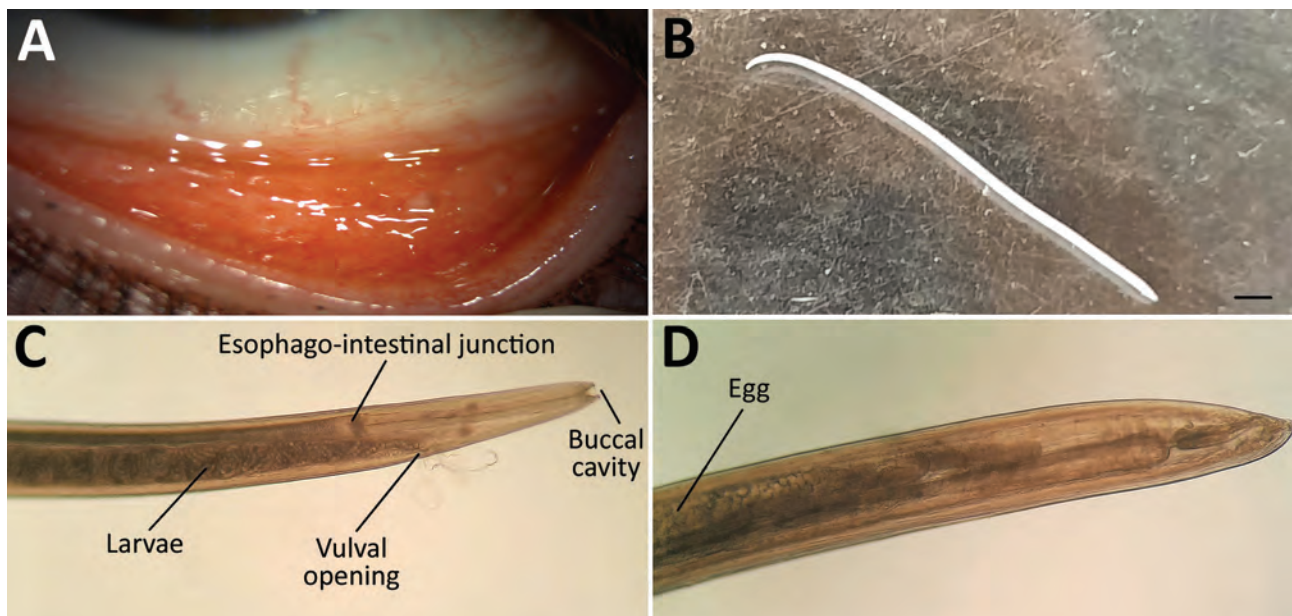 A
B
C
Esophago-intestinal junction
Buccal
cavity
Larvae
Vulval
opening
D
Egg